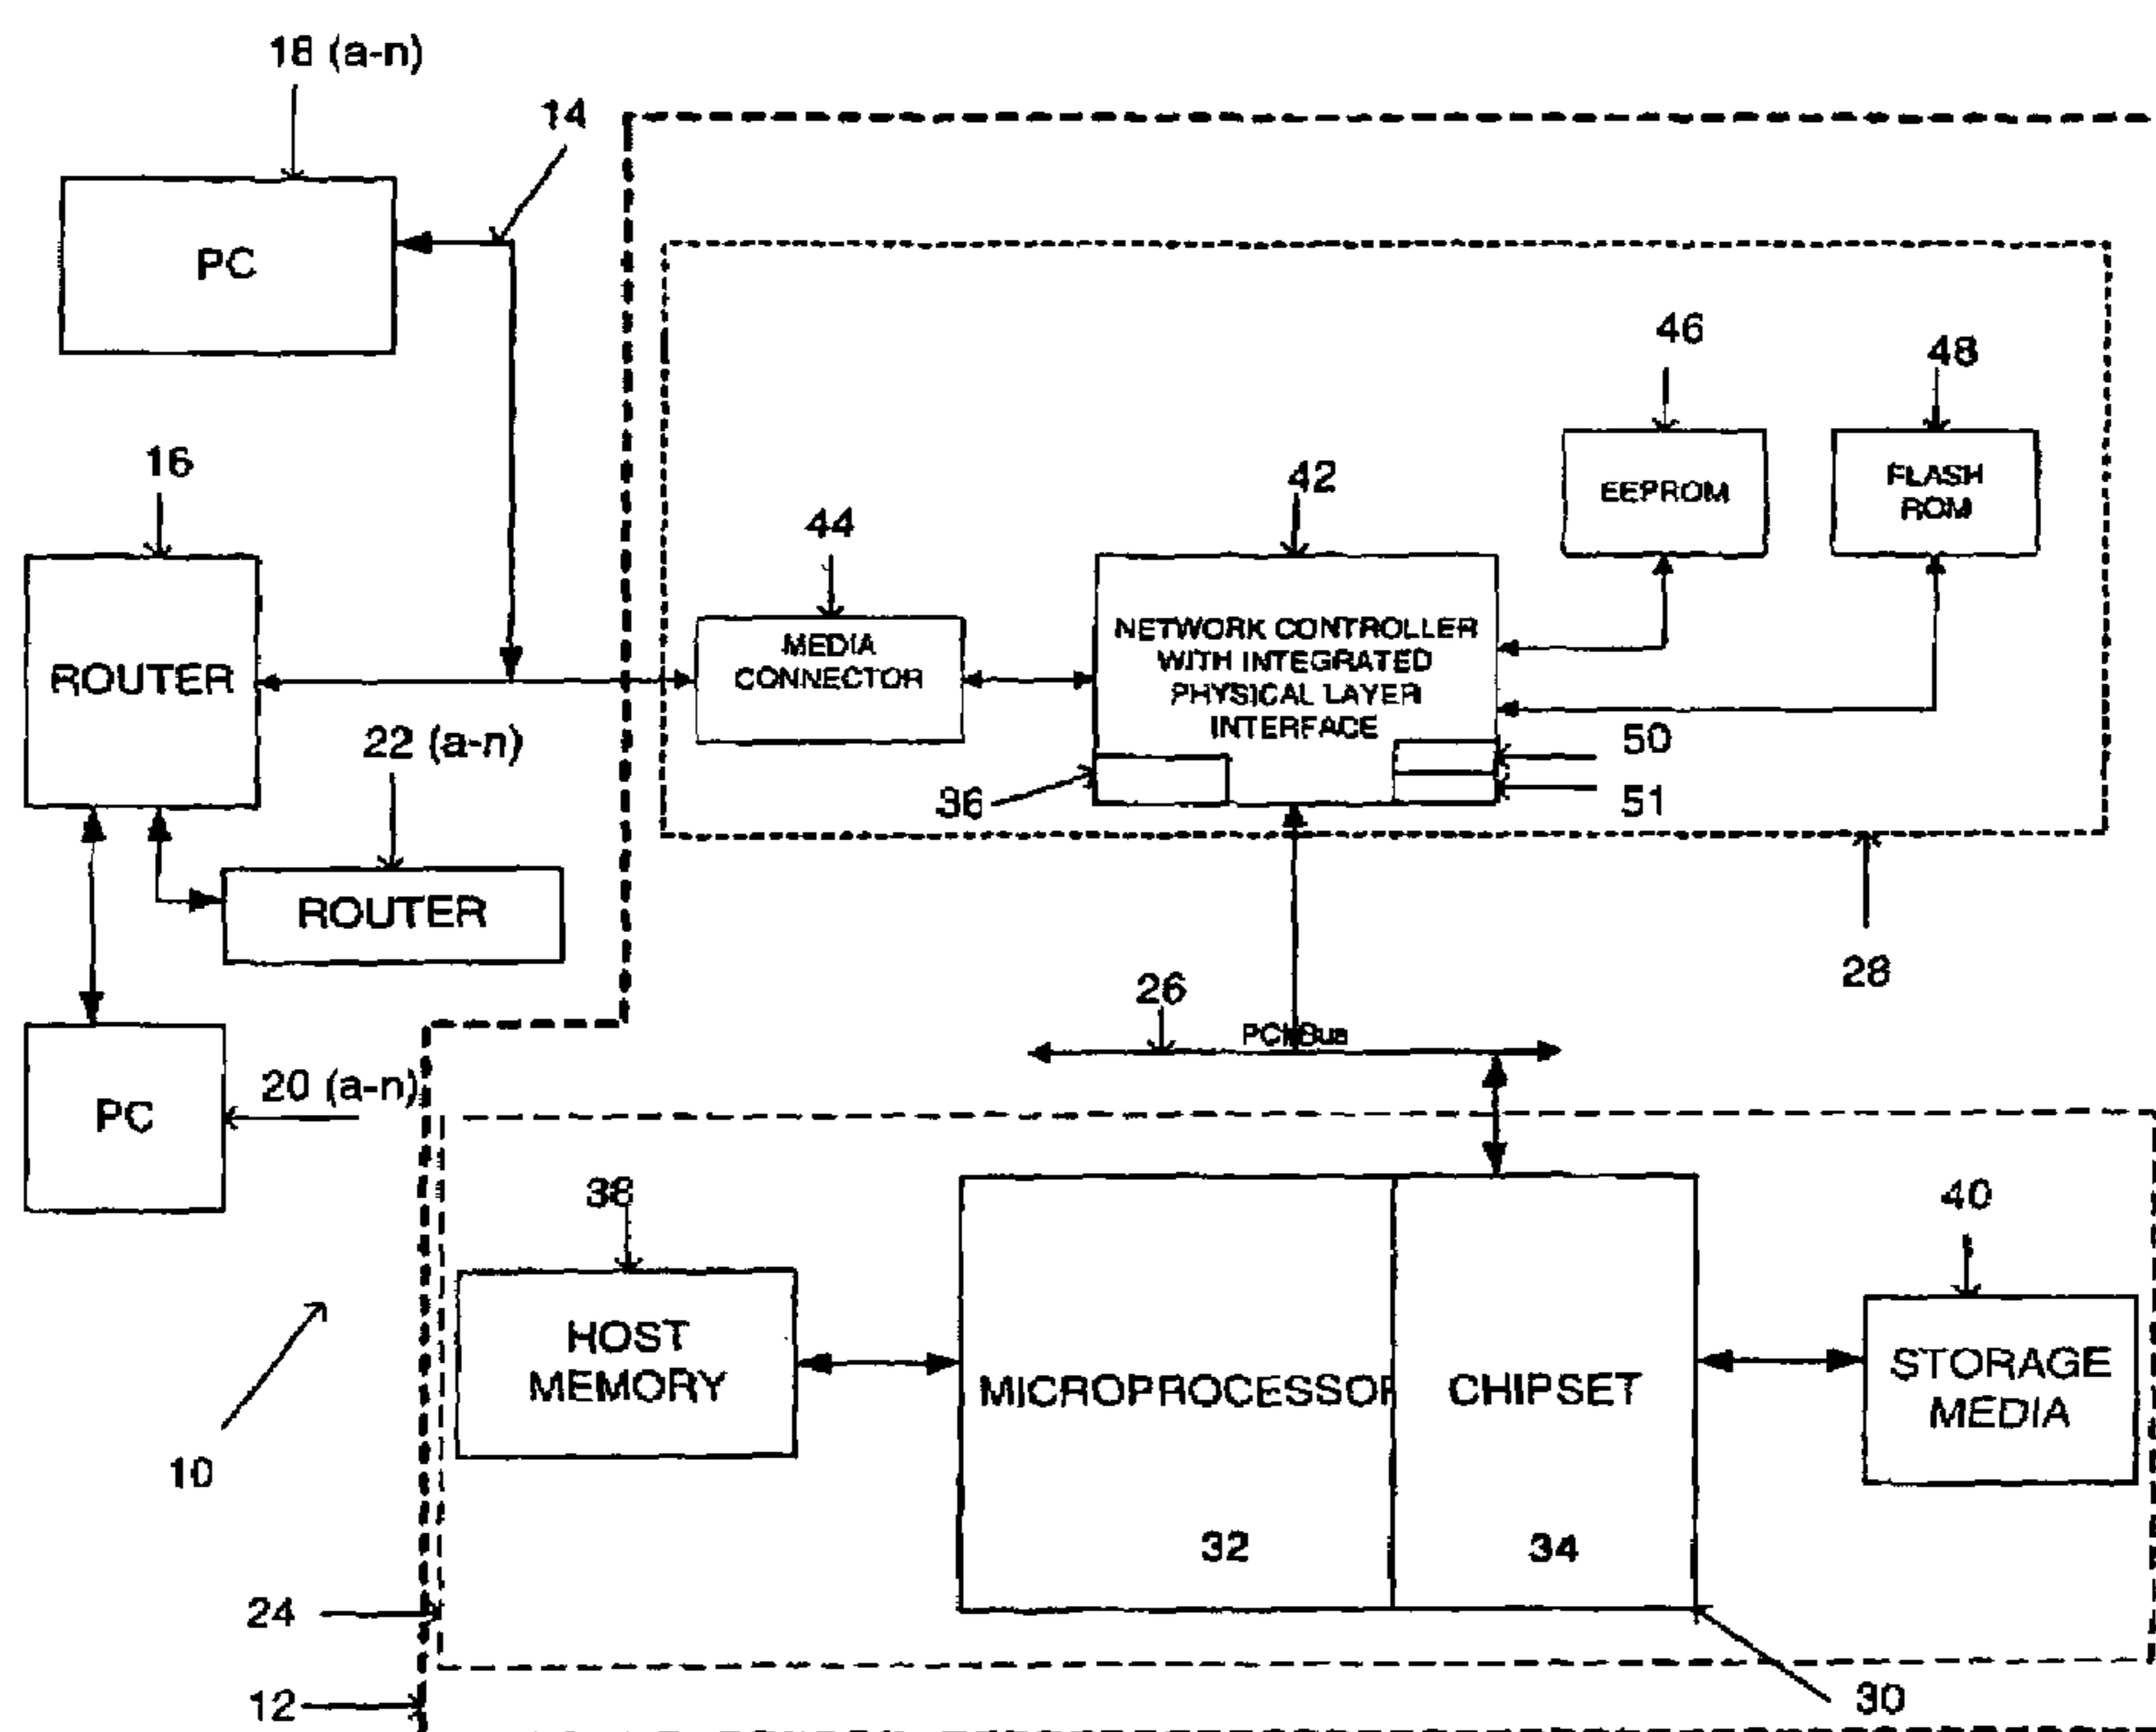 18 (a-n)
14
PC
46
48
16
42
EEPROM
FLASH
ROM
44
ROUTER
MEDIA
CONNECTOR
NETWORK CONTROLLER
WITH INTEGRATED
PHYSICAL LAYER
INTERFACE
22 (a-n)
50
36
51
ROUTER
28
26
PCI Bus
20 (a-n)
PC
38
40
HOST
MEMORY
MICROPROCESSOR
CHIPSET
STORAGE
MEDIA
10
32
34
24
12
30